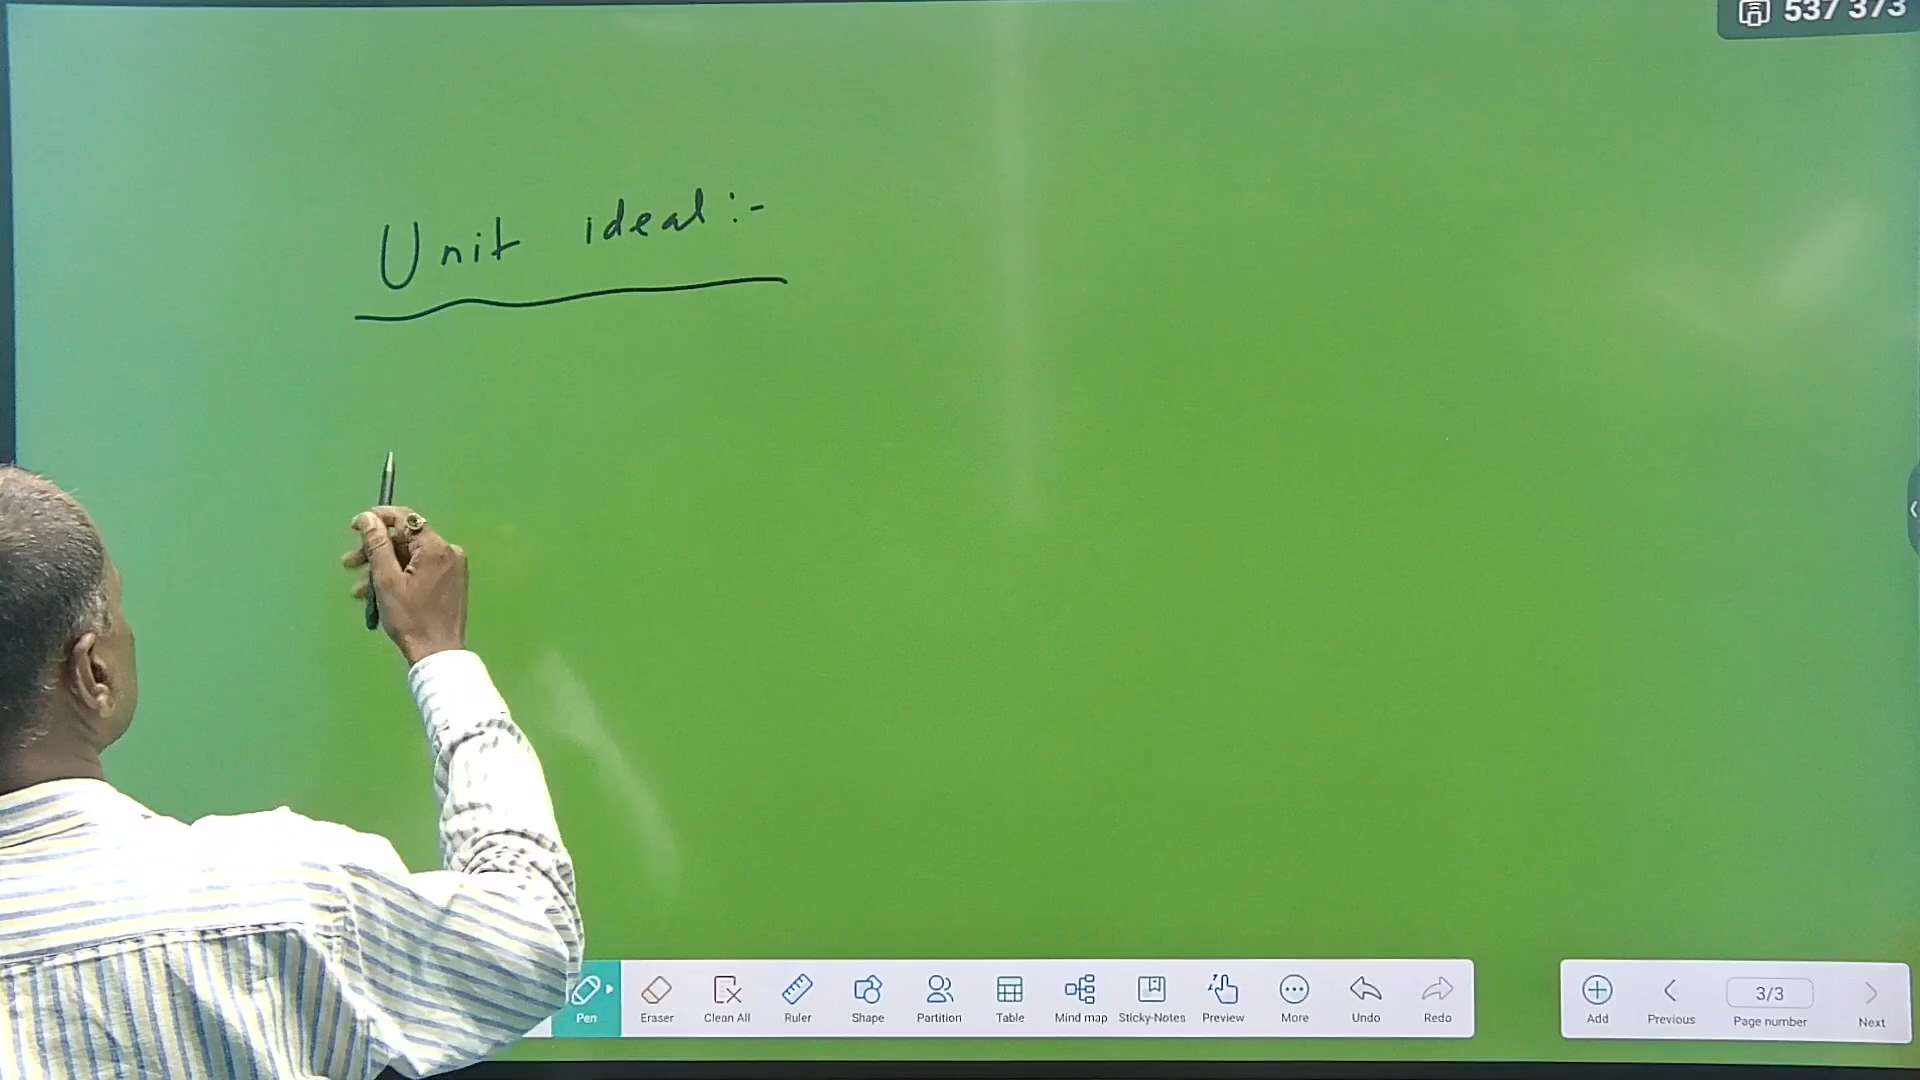 537 373
Unit ideal :-
Pen Eraser Clean All Ruler Shape Partition Table Mind map Sticky-Notes Preview More Undo Redo
Add Previous 3/3 Page number Next